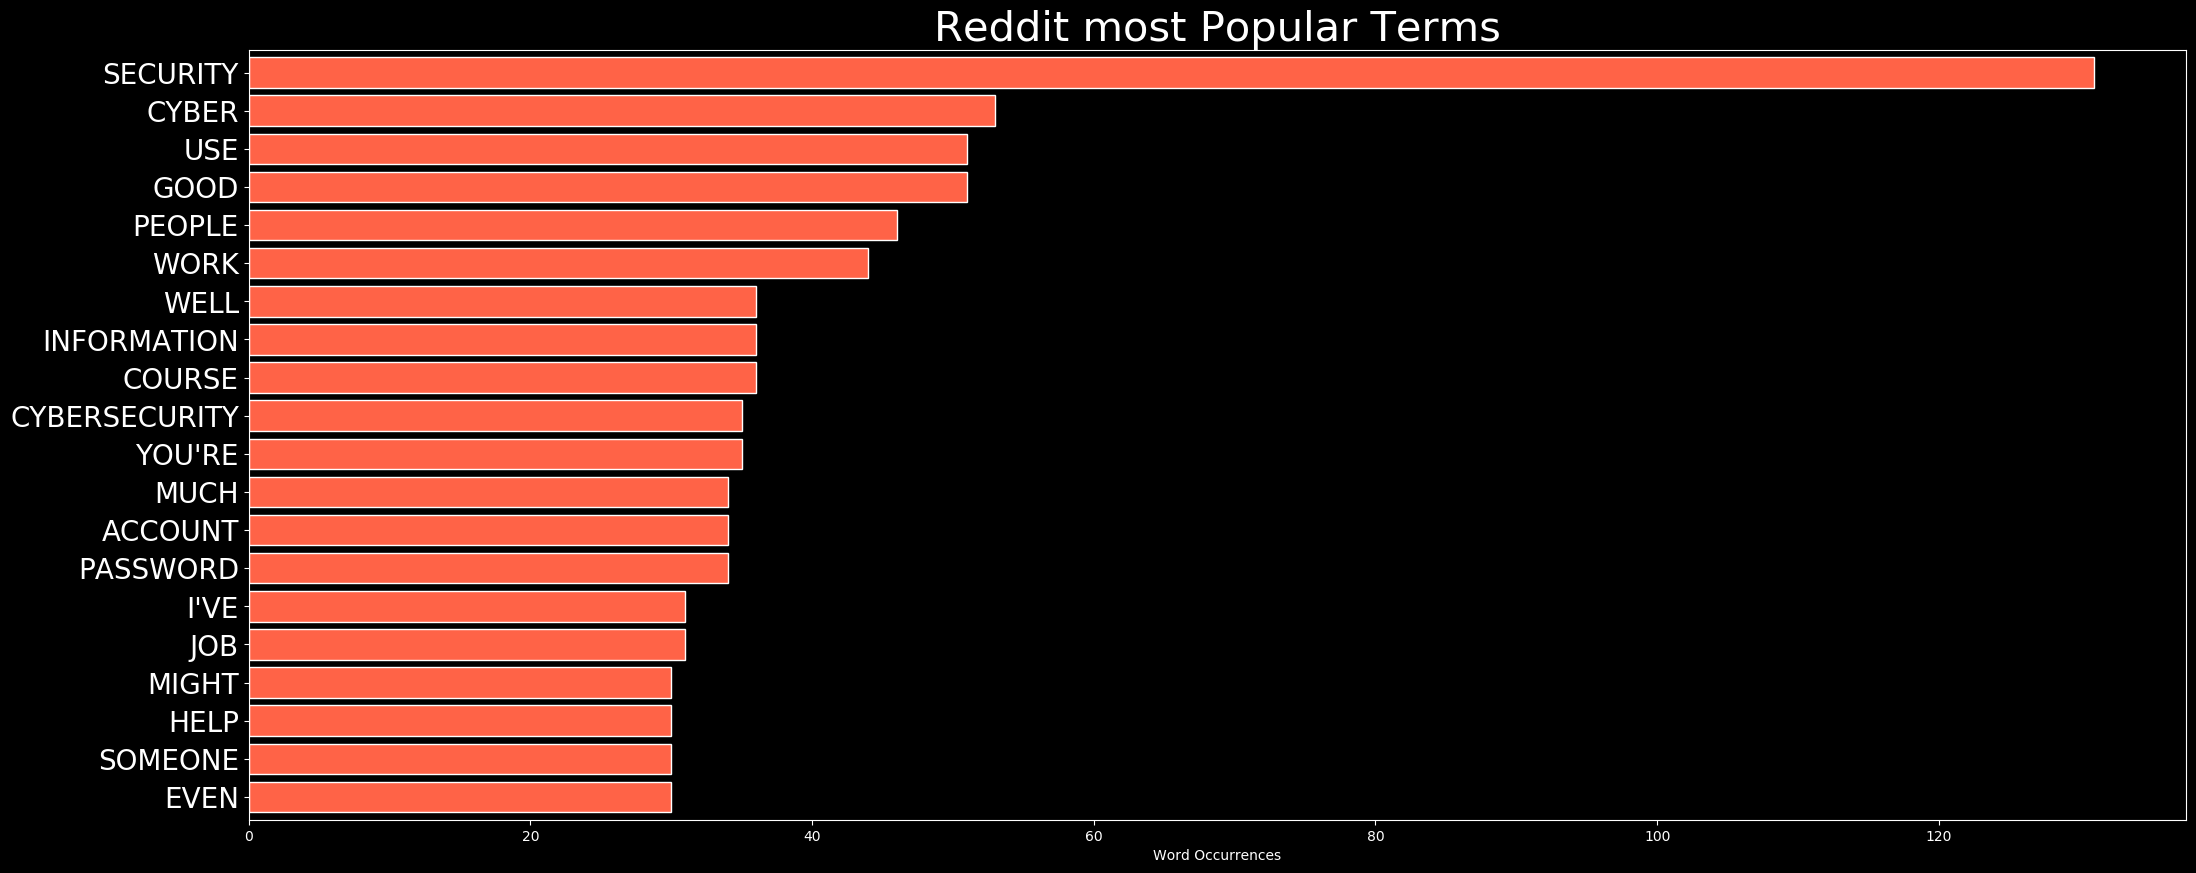 Reddit most Popular Terms
SECURITY
CYBER
USE
GOOD
PEOPLE
WORK
WELL
INFORMATION
COURSE
CYBERSECURITY
YOU'RE
MUCH
ACCOUNT
PASSWORD
I'VE
JOB
MIGHT
HELP
SOMEONE
EVEN
0 20 40 60 80 100 120
Word Occurrences